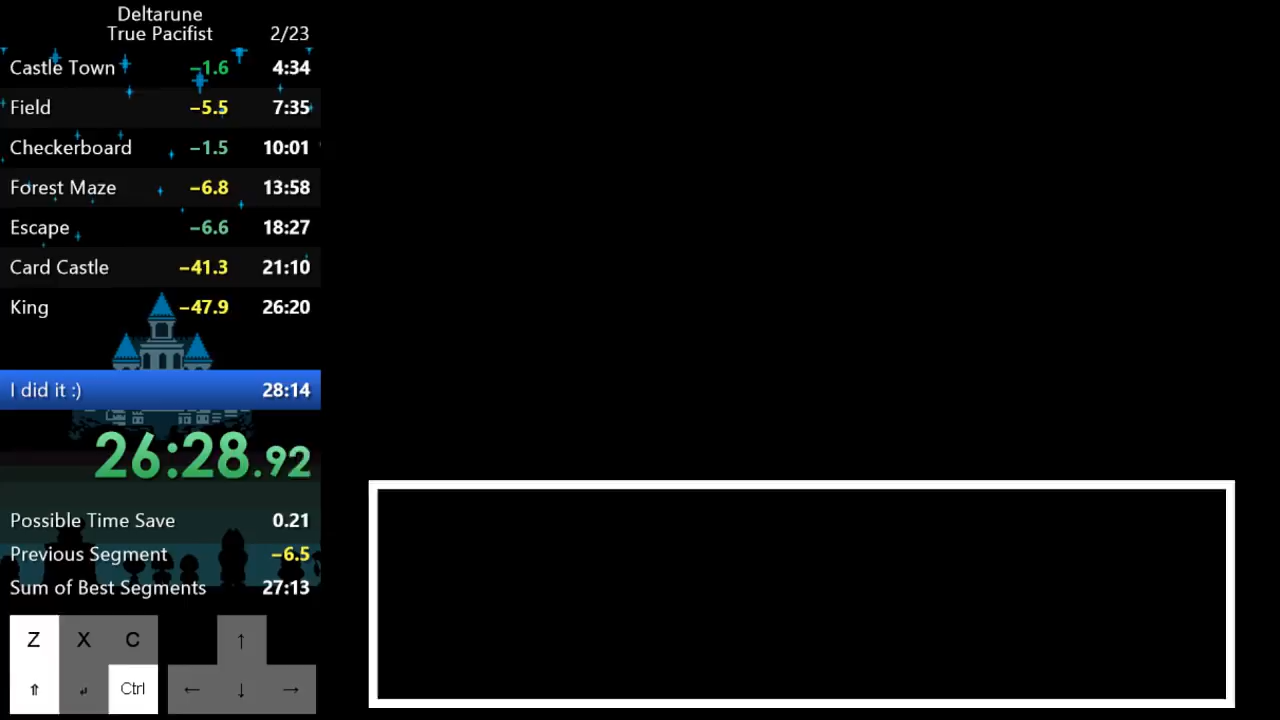 Deltarune
True Pacifist 2/23
Castle Town −1.6 4:34
Field −5.5 7:35
Checkerboard −1.5 10:01
Forest Maze −6.8 13:58
Escape −6.6 18:27
Card Castle −41.3 21:10
King −47.9 26:20
I did it :) 28:14
26:28.92
Possible Time Save 0.21
Previous Segment −6.5
Sum of Best Segments 27:13
Z X C ↑
⇑ ↲ Ctrl ← ↓ →